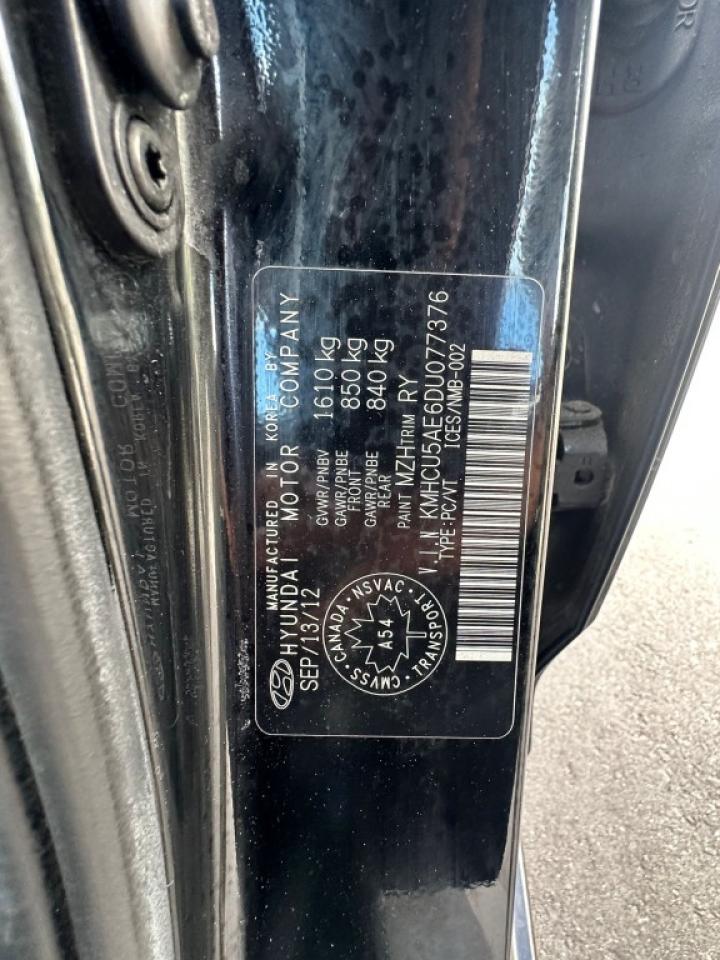 MANUFACTURED IN KOREA BY
HYUNDAI MOTOR COMPANY
SEP/13/12
GVWR/PNBV 1610 kg
GAWR/PNBE FRONT 850 kg
GAWR/PNBE REAR 840 kg
PAINT MZH TRIM RY
CMVSS · CANADA · NSVAC · TRANSPORT
A54
V.I.N KMHCU5AE6DU077376
TYPE:PC/VT ICES/NMB-002
RH